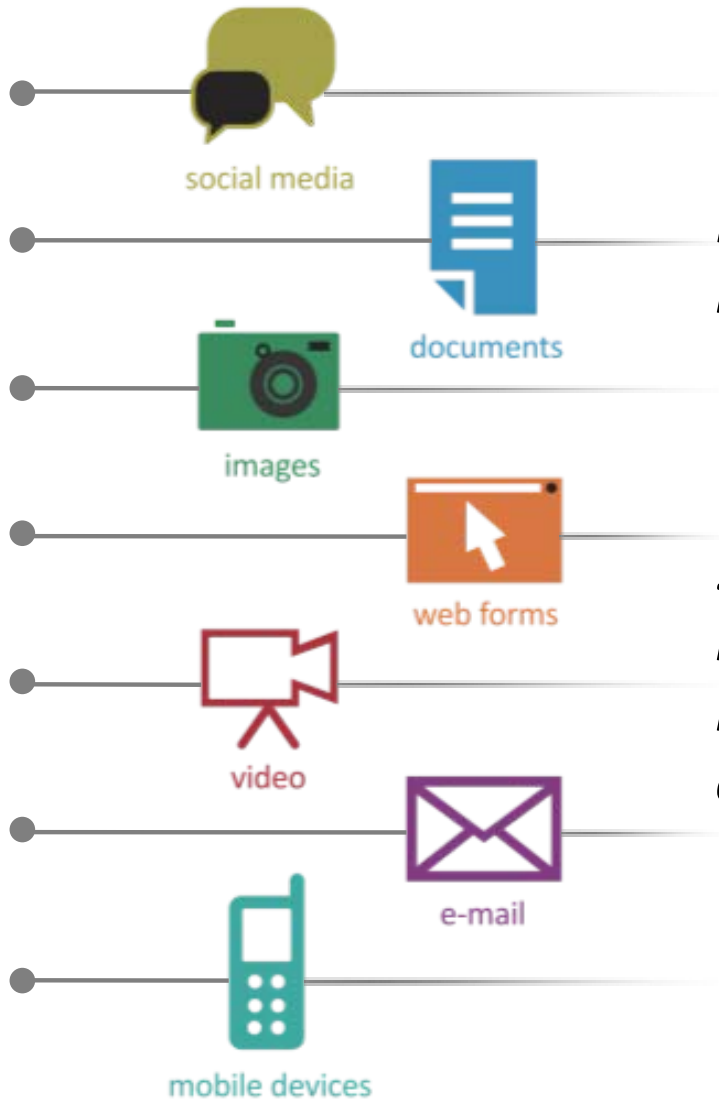 social media
documents
images
web forms
video
e-mail
mobile devices